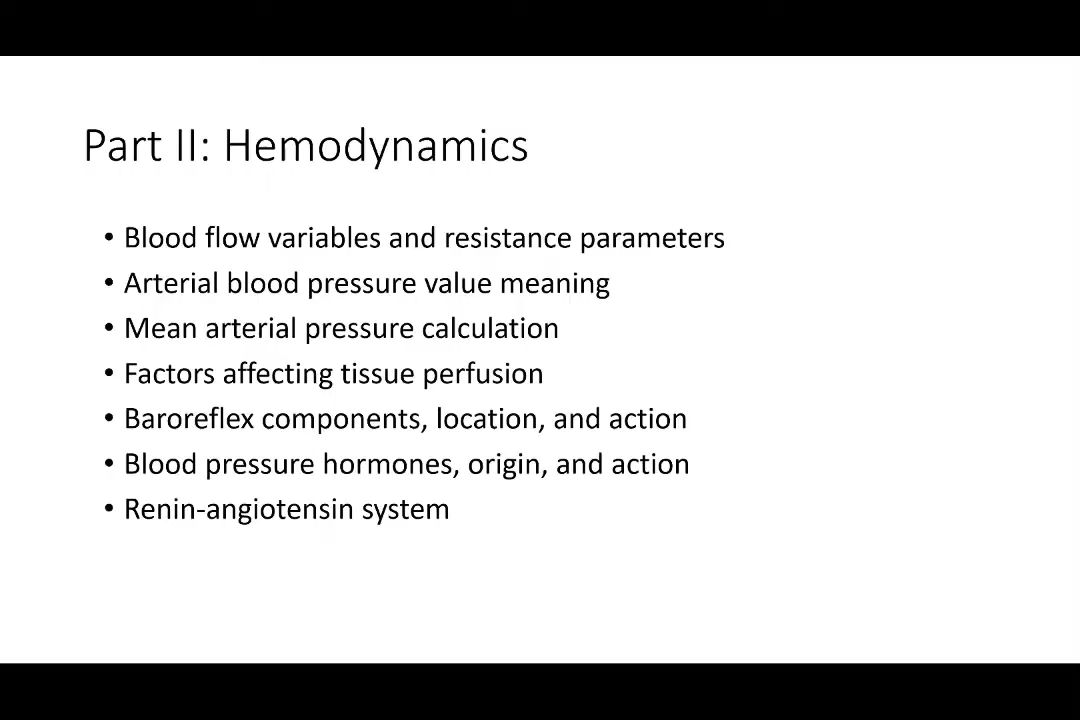 Part II: Hemodynamics
• Blood flow variables and resistance parameters
• Arterial blood pressure value meaning
• Mean arterial pressure calculation
• Factors affecting tissue perfusion
• Baroreflex components, location, and action
• Blood pressure hormones, origin, and action
• Renin-angiotensin system